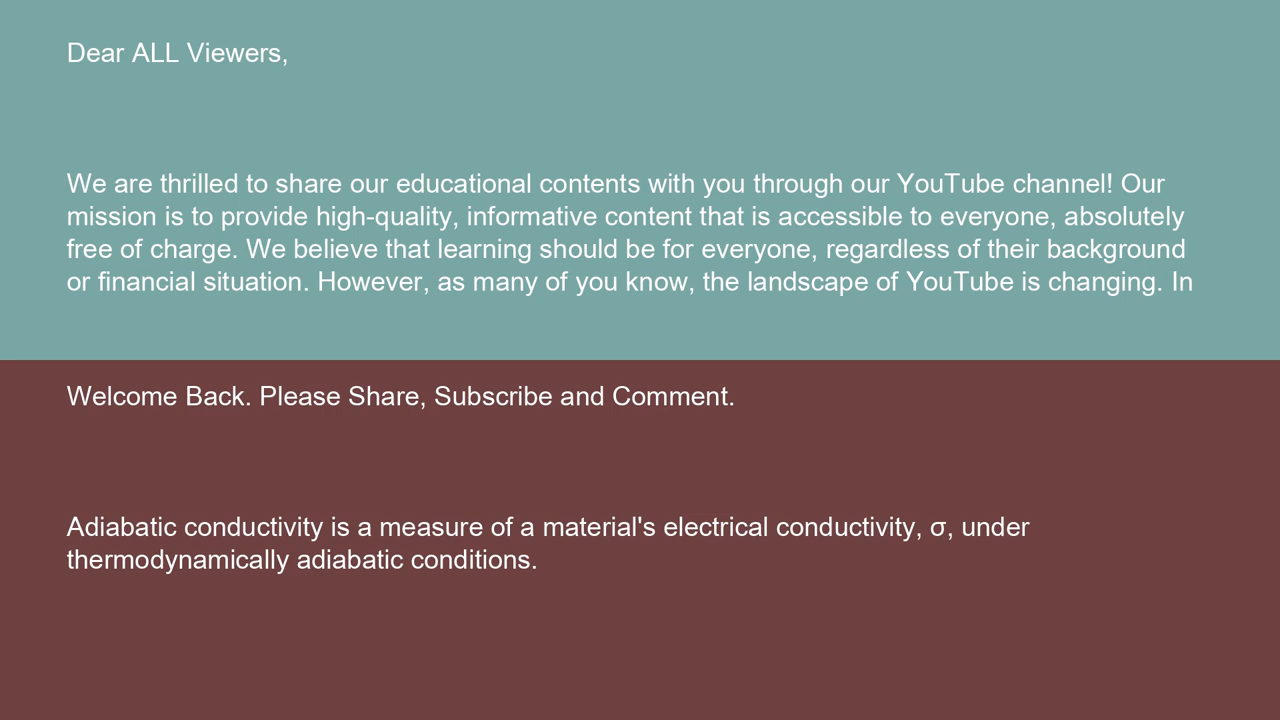 Dear ALL Viewers,
We are thrilled to share our educational contents with you through our YouTube channel! Our
mission is to provide high-quality, informative content that is accessible to everyone, absolutely
free of charge. We believe that learning should be for everyone, regardless of their background
or financial situation. However, as many of you know, the landscape of YouTube is changing. In
Welcome Back. Please Share, Subscribe and Comment.
Adiabatic conductivity is a measure of a material's electrical conductivity, σ, under
thermodynamically adiabatic conditions.